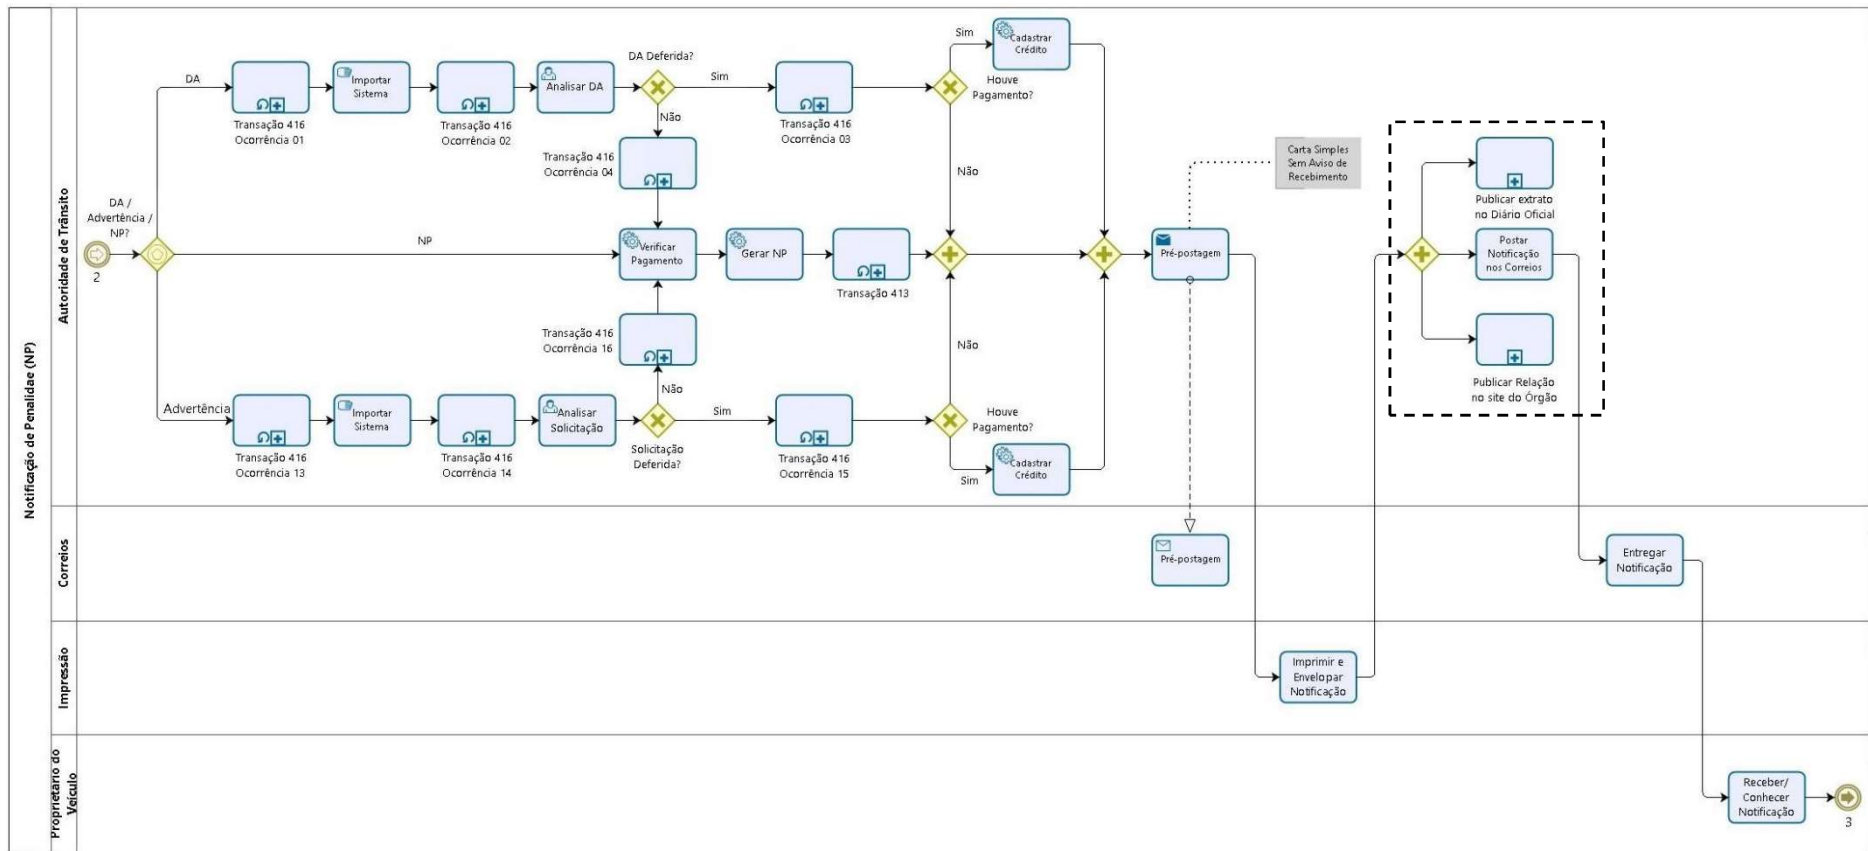 Notificação de Penalidae (NP)
Autoridade de Trânsito
DA /
Advertência /
NP?
2
DA
Transação 416
Ocorrência 01
Importar
Sistema
Transação 416
Ocorrência 02
Analisar DA
DA Deferida?
Sim
Não
Transação 416
Ocorrência 03
Transação 416
Ocorrência 04
Houve
Pagamento?
Sim
Cadastrar
Crédito
Não
NP
Verificar
Pagamento
Gerar NP
Transação 413
Transação 416
Ocorrência 16
Não
Advertência
Transação 416
Ocorrência 13
Importar
Sistema
Transação 416
Ocorrência 14
Analisar
Solicitação
Solicitação
Deferida?
Sim
Transação 416
Ocorrência 15
Não
Houve
Pagamento?
Sim
Cadastrar
Crédito
Carta Simples
Sem Aviso de
Recebimento
Pré-postagem
Publicar extrato
no Diário Oficial
Postar
Notificação
nos Correios
Publicar Relação
no site do Órgão
Correios
Pré-postagem
Entregar
Notificação
Impressão
Imprimir e
Envelopar
Notificação
Proprietario do
Veículo
Receber/
Conhecer
Notificação
3